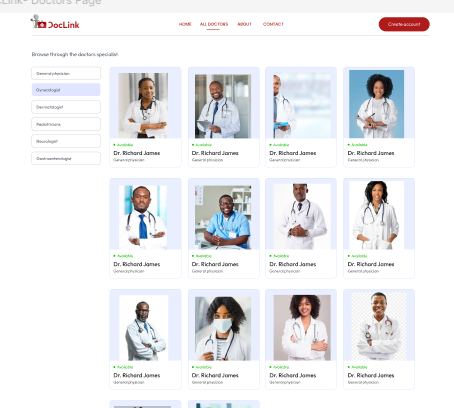 cLink- Doctors Page
DocLink
HOME ALL DOCTORS ABOUT CONTACT
Create account
Browse through the doctors specialist.
General physician
Gynecologist
Dermatologist
Pediatricians
Neurologist
Gastroenterologist
Available Available Available Available
Dr. Richard James Dr. Richard James Dr. Richard James Dr. Richard James
General physician General physician General physician General physician
Available Available Available Available
Dr. Richard James Dr. Richard James Dr. Richard James Dr. Richard James
General physician General physician General physician General physician
Available Available Available Available
Dr. Richard James Dr. Richard James Dr. Richard James Dr. Richard James
General physician General physician General physician General physician